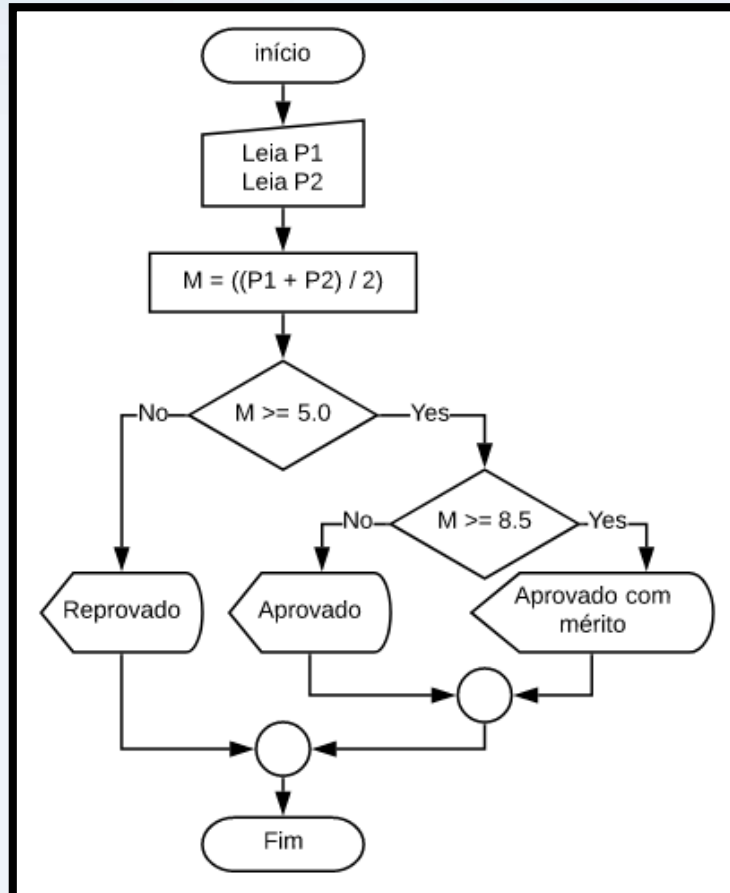 início
Leia P1
Leia P2
M = ((P1 + P2) / 2)
M >= 5.0
No
Yes
M >= 8.5
No
Yes
Reprovado
Aprovado
Aprovado com
mérito
Fim